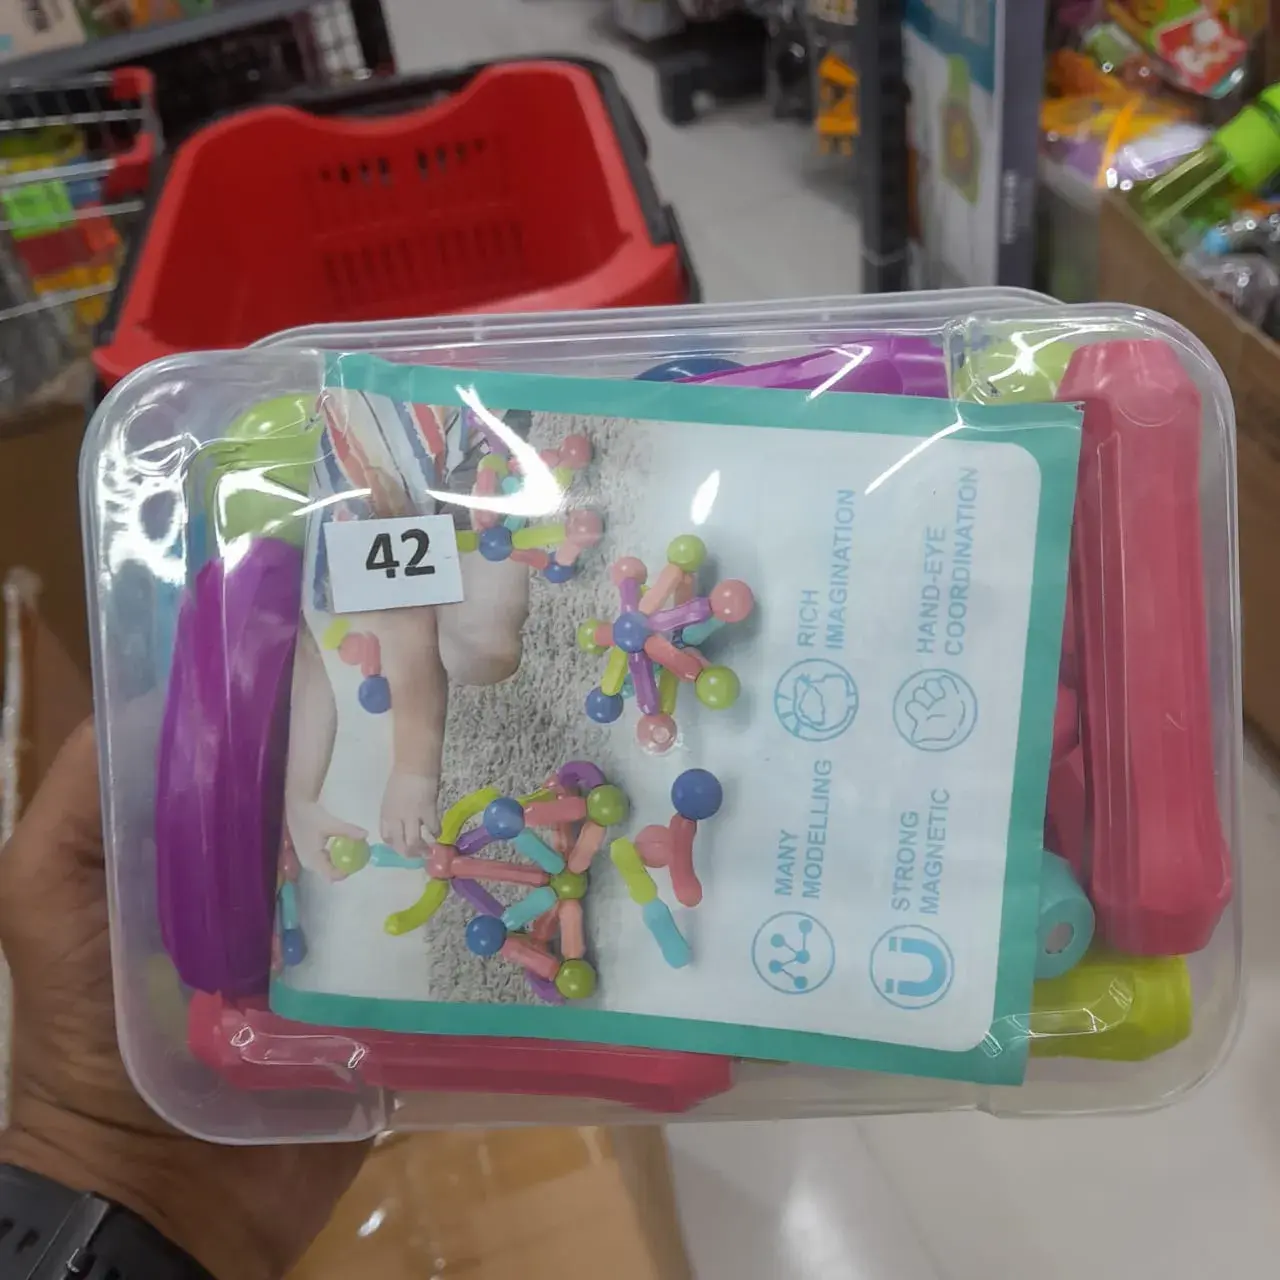 42
MANY
MODELLING
RICH
IMAGINATION
STRONG
MAGNETIC
HAND-EYE
COORDINATION